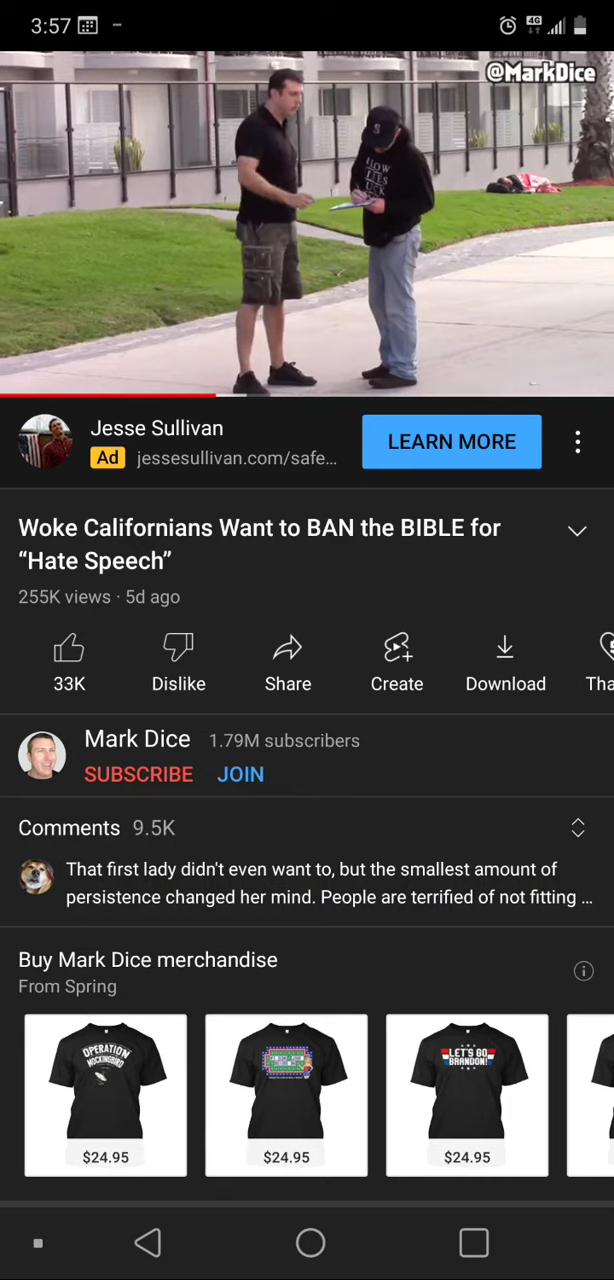 3:57
4G
@MarkDice
S
Jesse Sullivan
LEARN MORE
Ad jessesullivan.com/safe...
Woke Californians Want to BAN the BIBLE for
“Hate Speech”
255K views · 5d ago
33K
Dislike
Share
Create
Download
Tha
Mark Dice 1.79M subscribers
SUBSCRIBE JOIN
Comments 9.5K
That first lady didn't even want to, but the smallest amount of
persistence changed her mind. People are terrified of not fitting ...
Buy Mark Dice merchandise
From Spring
OPERATION
MOCKINGBIRD
LET'S GO
BRANDON!
$24.95
$24.95
$24.95